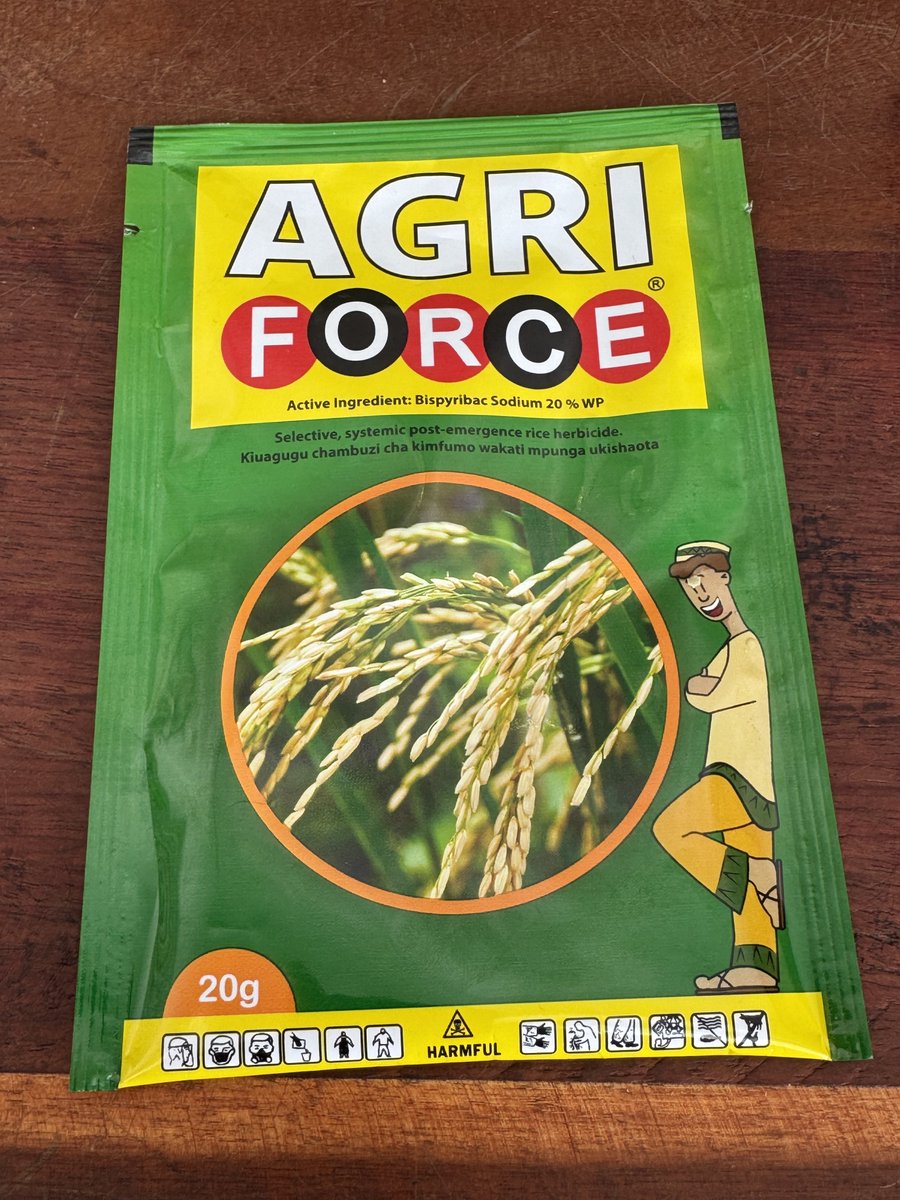 AGRI
®
FORCE
Active Ingredient: Bispyribac Sodium 20 % WP
Selective, systemic post-emergence rice herbicide.
Kiuagugu chambuzi cha kimfumo wakati mpunga ukishaota
20g
HARMFUL